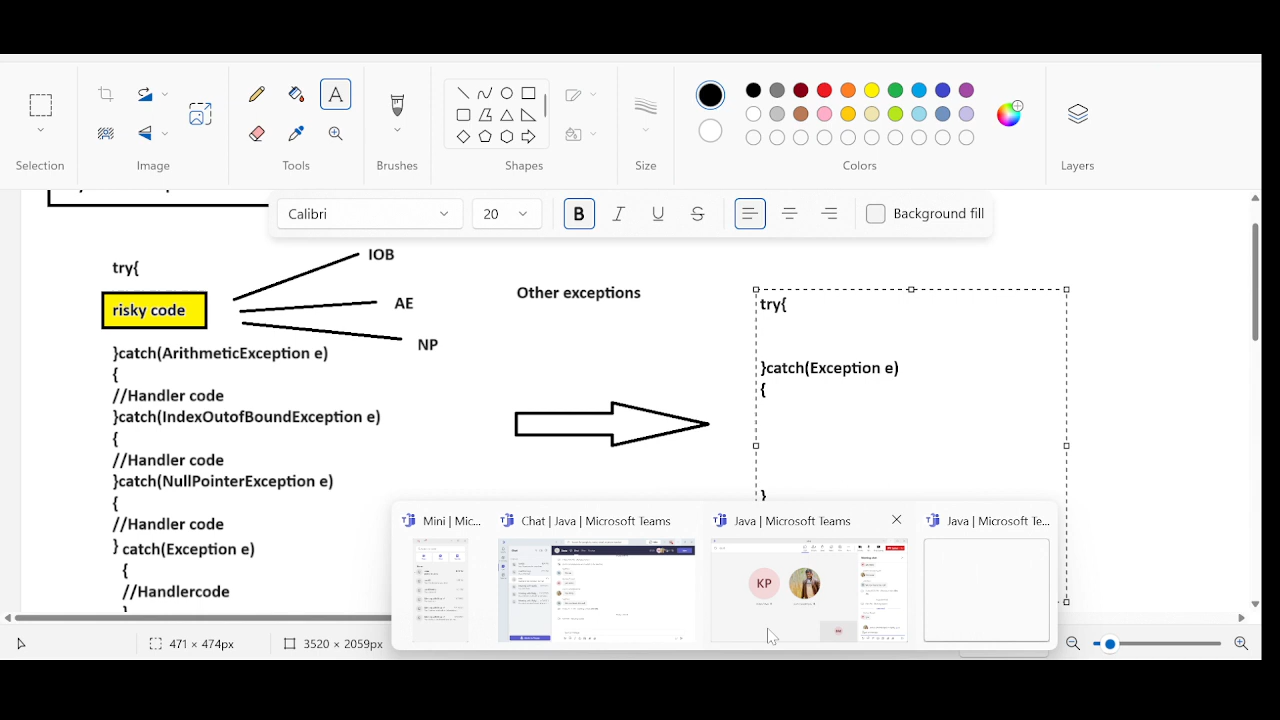 Selection
Image
Tools
Brushes
Shapes
Size
Colors
Layers
Calibri
20
B
Background fill
try{
risky code
IOB
AE
NP
}catch(ArithmeticException e)
{
//Handler code
}catch(IndexOutofBoundException e)
{
//Handler code
}catch(NullPointerException e)
{
//Handler code
} catch(Exception e)
{
//Handlercode
Other exceptions
try{
}catch(Exception e)
{
}
Mini | Mic...
Chat | Java | Microsoft Teams
Java | Microsoft Teams
Java | Microsoft Te...
KP
471 × 474px
3520 × 2059px